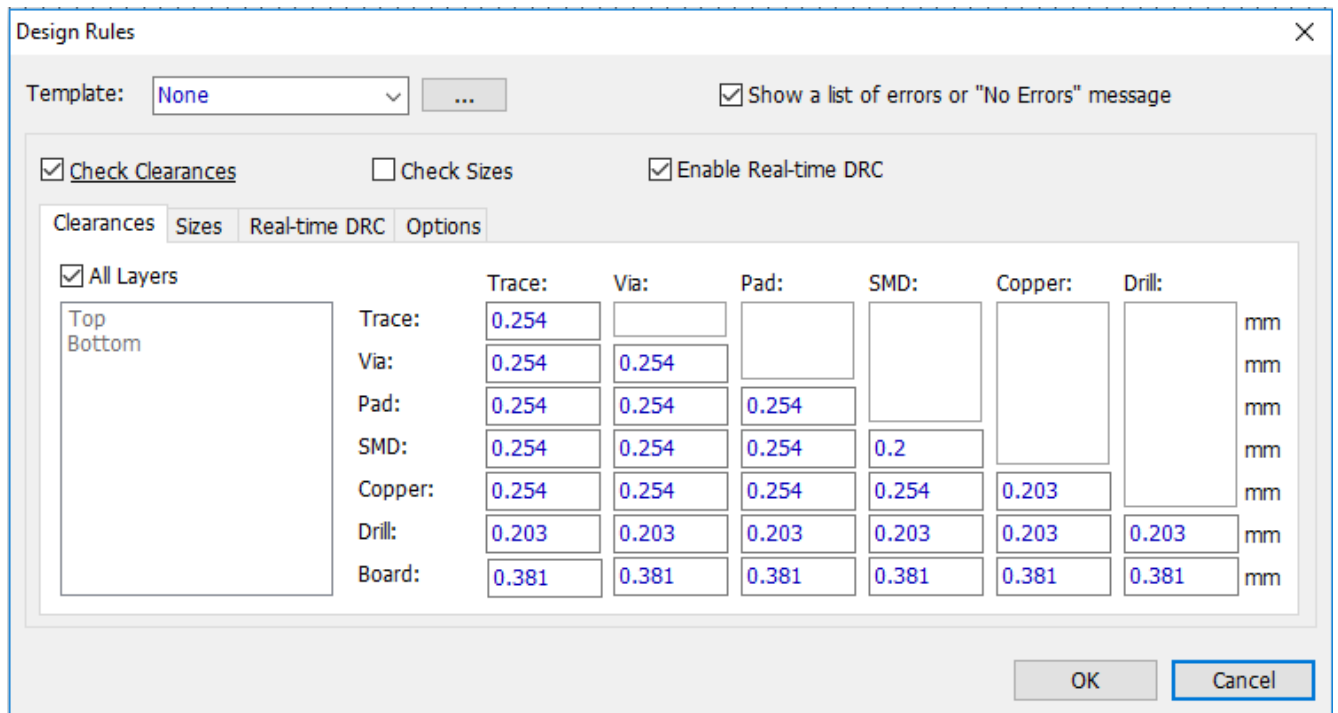 Design Rules
Template: None ... Show a list of errors or "No Errors" message
Check Clearances Check Sizes Enable Real-time DRC
Clearances Sizes Real-time DRC Options
All Layers Trace: Via: Pad: SMD: Copper: Drill:
Top
Bottom
Trace: 0.254 mm
Via: 0.254 0.254 mm
Pad: 0.254 0.254 0.254 mm
SMD: 0.254 0.254 0.254 0.2 mm
Copper: 0.254 0.254 0.254 0.254 0.203 mm
Drill: 0.203 0.203 0.203 0.203 0.203 0.203 mm
Board: 0.381 0.381 0.381 0.381 0.381 0.381 mm
OK Cancel